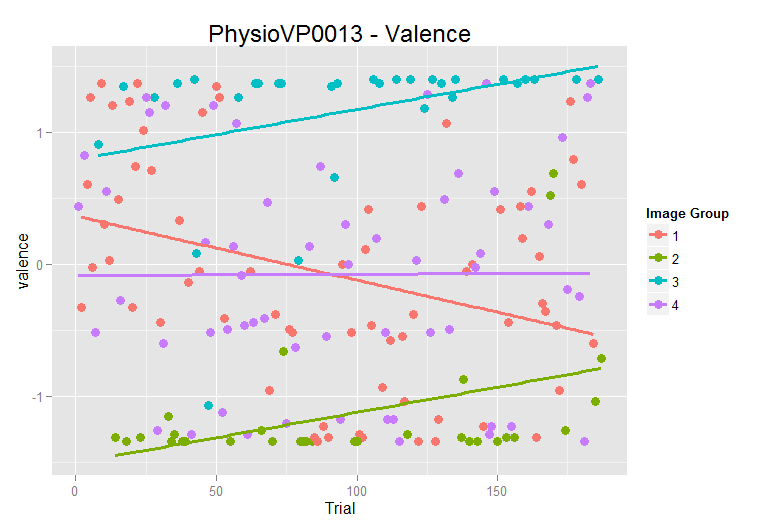 PhysioVP0013 - Valence
valence
1
0
-1
0 50 100 150
Trial
Image Group
1
2
3
4